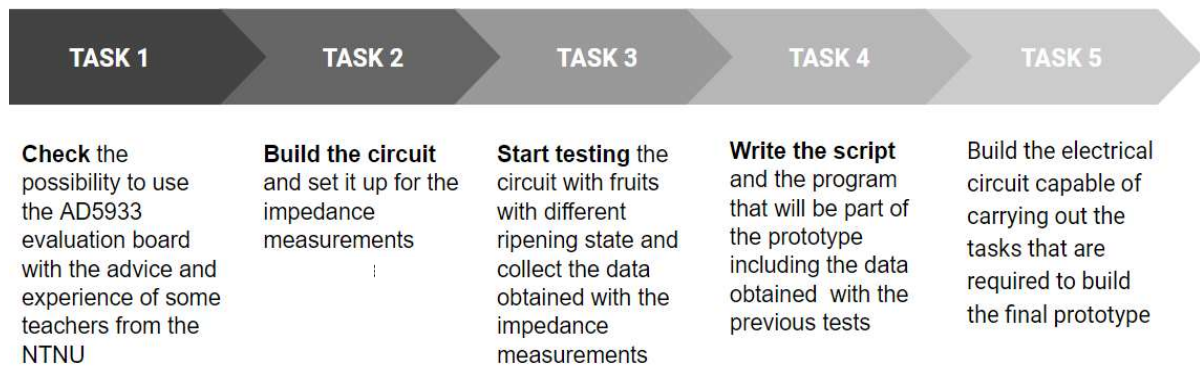 TASK 1
TASK 2
TASK 3
TASK 4
TASK 5
Check the
possibility to use
the AD5933
evaluation board
with the advice and
experience of some
teachers from the
NTNU
Build the circuit
and set it up for the
impedance
measurements
Start testing the
circuit with fruits
with different
ripening state and
collect the data
obtained with the
impedance
measurements
Write the script
and the program
that will be part of
the prototype
including the data
obtained with the
previous tests
Build the electrical
circuit capable of
carrying out the
tasks that are
required to build
the final prototype